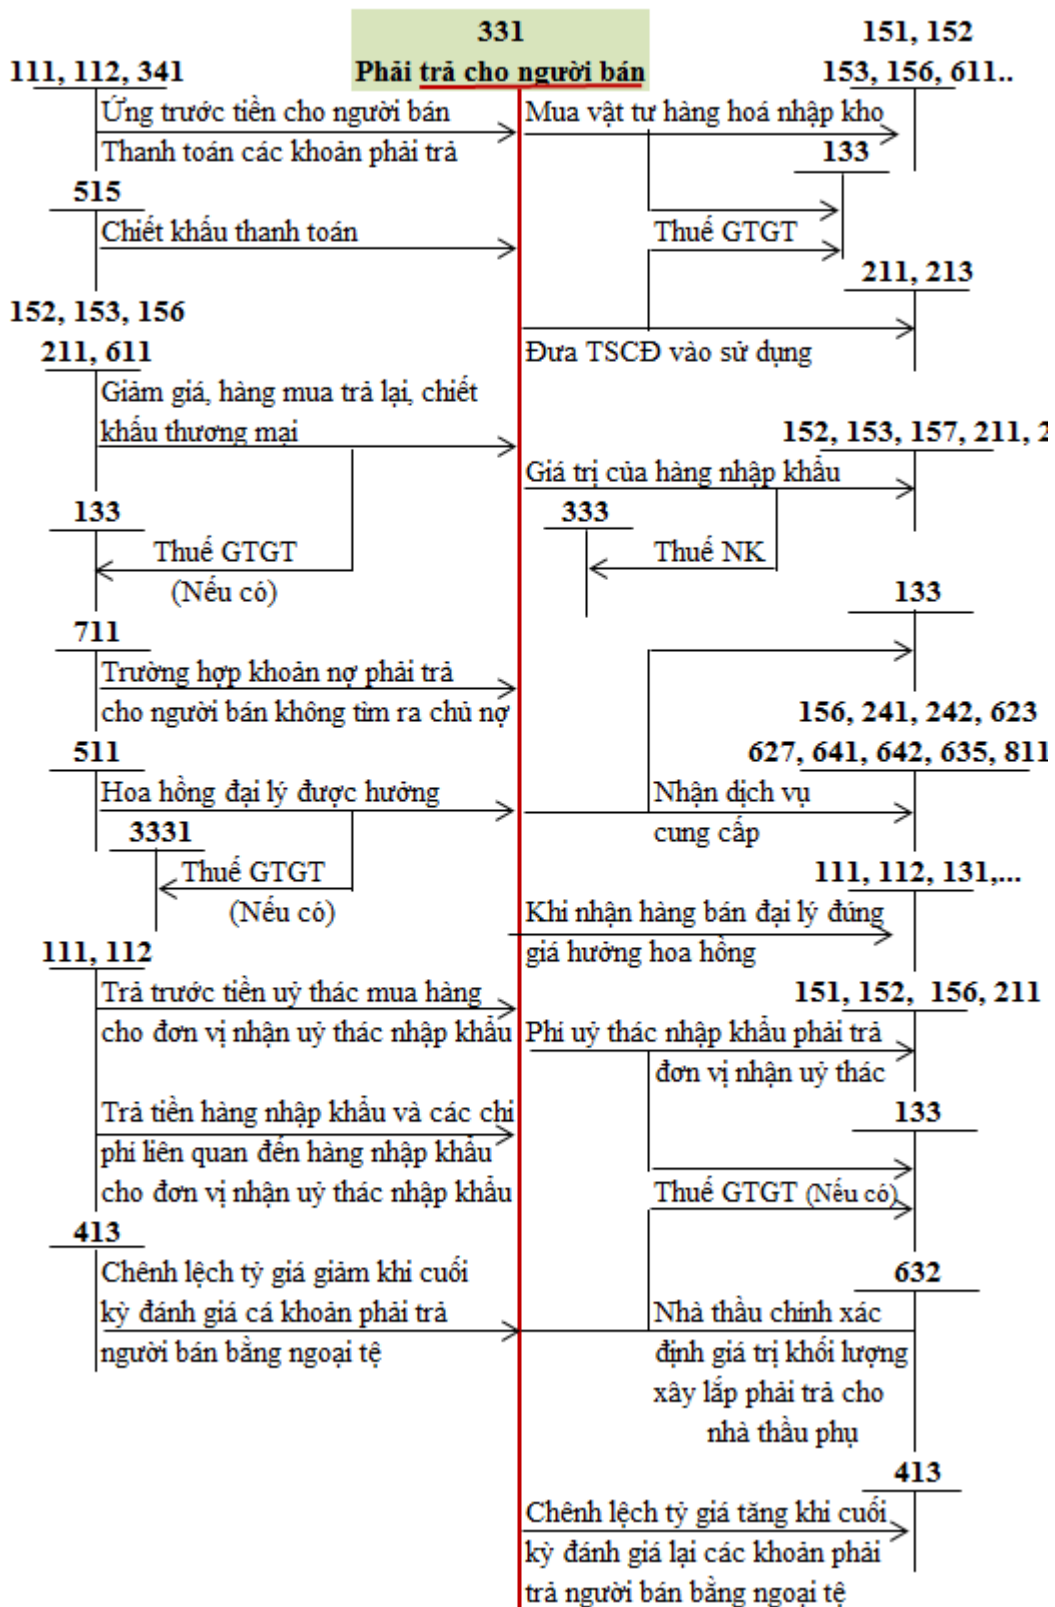 331
Phải trả cho người bán
111, 112, 341
Ứng trước tiền cho người bán
Thanh toán các khoản phải trả
515
Chiết khấu thanh toán
152, 153, 156
211, 611
Giảm giá, hàng mua trả lại, chiết
khấu thương mại
133
Thuế GTGT
(Nếu có)
711
Trường hợp khoản nợ phải trả
cho người bán không tìm ra chủ nợ
511
Hoa hồng đại lý được hưởng
3331
Thuế GTGT
(Nếu có)
111, 112
Trả trước tiền uỷ thác mua hàng
cho đơn vị nhận uỷ thác nhập khẩu
Trả tiền hàng nhập khẩu và các chi
phí liên quan đến hàng nhập khẩu
cho đơn vị nhận uỷ thác nhập khẩu
413
Chênh lệch tỷ giá giảm khi cuối
kỳ đánh giá cá khoản phải trả
người bán bằng ngoại tệ
151, 152
153, 156, 611..
Mua vật tư hàng hoá nhập kho
133
Thuế GTGT
211, 213
Đưa TSCĐ vào sử dụng
152, 153, 157, 211, 2
Giá trị của hàng nhập khẩu
333
Thuế NK
133
156, 241, 242, 623
627, 641, 642, 635, 811
Nhận dịch vụ
cung cấp
111, 112, 131,...
Khi nhận hàng bán đại lý đúng
giá hưởng hoa hồng
151, 152, 156, 211
Phí uỷ thác nhập khẩu phải trả
đơn vị nhận uỷ thác
133
Thuế GTGT (Nếu có)
632
Nhà thầu chính xác
định giá trị khối lượng
xây lắp phải trả cho
nhà thầu phụ
413
Chênh lệch tỷ giá tăng khi cuối
kỳ đánh giá lại các khoản phải
trả người bán bằng ngoại tệ